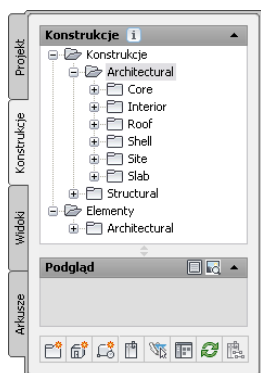 Projekt
Konstrukcje
Widoki
Arkusze
Konstrukcje
Konstrukcje
Architectural
Core
Interior
Roof
Shell
Site
Slab
Structural
Elementy
Architectural
Podgląd